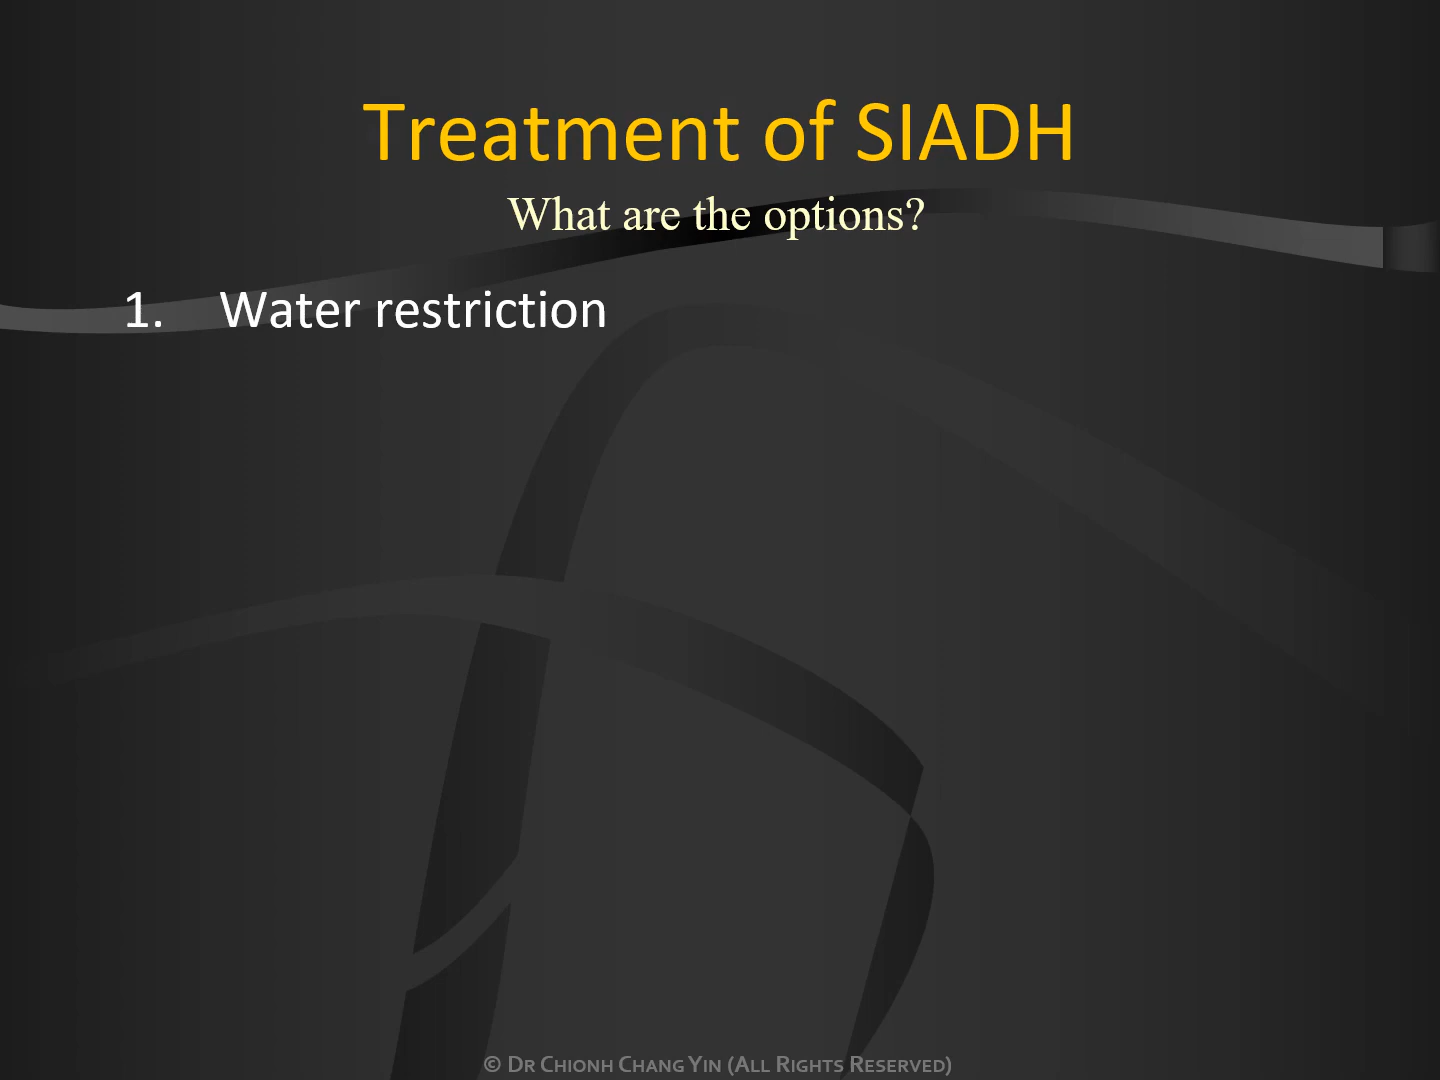 Treatment of SIADH
What are the options?
1. Water restriction
© Dr Chionh Chang Yin (All Rights Reserved)